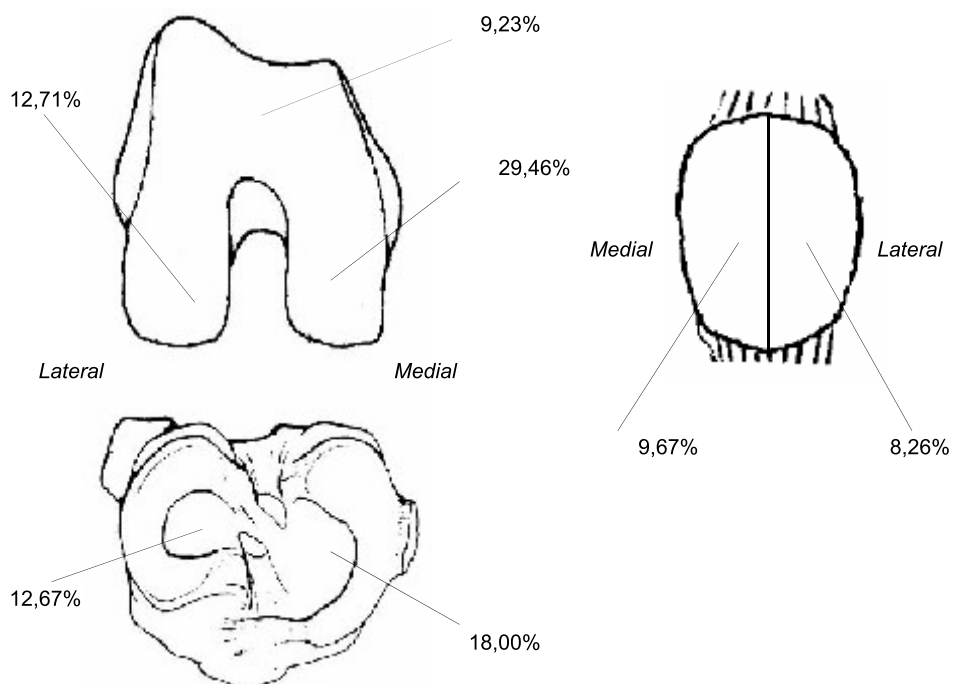 9,23%
12,71%
29,46%
Lateral
Medial
Medial
Lateral
9,67%
8,26%
12,67%
18,00%